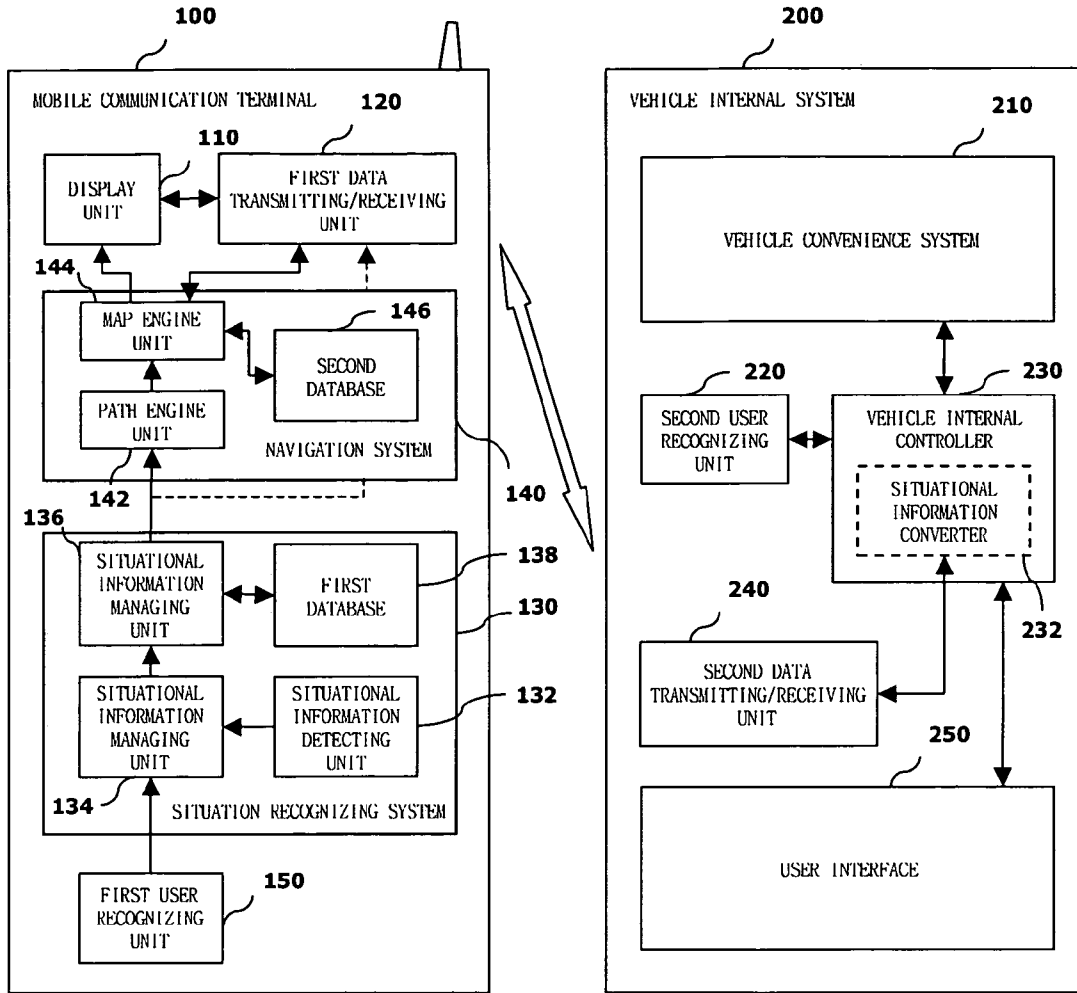 100
200
MOBILE COMMUNICATION TERMINAL
120
110
DISPLAY
UNIT
FIRST DATA
TRANSMITTING/RECEIVING
UNIT
144
MAP ENGINE
UNIT
146
SECOND
DATABASE
PATH ENGINE
UNIT
NAVIGATION SYSTEM
142
140
136
SITUATIONAL
INFORMATION
MANAGING
UNIT
FIRST
DATABASE
138
130
SITUATIONAL
INFORMATION
MANAGING
UNIT
SITUATIONAL
INFORMATION
DETECTING
UNIT
132
134
SITUATION RECOGNIZING SYSTEM
FIRST USER
RECOGNIZING
UNIT
150
VEHICLE INTERNAL SYSTEM
210
VEHICLE CONVENIENCE SYSTEM
220
230
SECOND USER
RECOGNIZING
UNIT
VEHICLE INTERNAL
CONTROLLER
SITUATIONAL
INFORMATION
CONVERTER
232
240
SECOND DATA
TRANSMITTING/RECEIVING
UNIT
250
USER INTERFACE